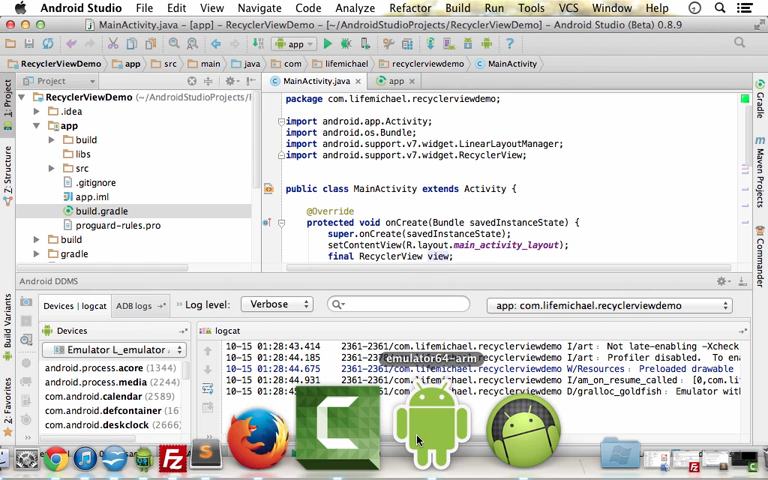 Android Studio File Edit View Navigate Code Analyze Refactor Build Run Tools VCS Window Help
MainActivity.java - [app] - RecyclerViewDemo - [~/AndroidStudioProjects/RecyclerViewDemo] - Android Studio 0.8.9
app
RecyclerViewDemo app src main java com lifemichael recyclerviewdemo MainActivity
Project
MainActivity.java app
RecyclerViewDemo (~/AndroidStudioProjects/
.idea
app
build
libs
src
.gitignore
app.iml
build.gradle
proguard-rules.pro
build
gradle
package com.lifemichael.recyclerviewdemo;
import android.app.Activity;
import android.os.Bundle;
import android.support.v7.widget.LinearLayoutManager;
import android.support.v7.widget.RecyclerView;
public class MainActivity extends Activity {
@Override
protected void onCreate(Bundle savedInstanceState) {
super.onCreate(savedInstanceState);
setContentView(R.layout.main_activity_layout);
final RecyclerView view;
1: Project
Z: Structure
Build Variants
2: Favorites
Gradle
Maven Projects
Commander
Android DDMS
Devices | logcat ADB logs Log level: Verbose app: com.lifemichael.recyclerviewdemo
Devices logcat
Emulator L_emulator
android.process.acore (1344)
android.process.media (2244)
com.android.calendar (2589)
com.android.defcontainer (16
com.android.deskclock (2666)
10-15 01:28:43.414 2361-2361/com.lifemichael.recyclerviewdemo I/art: Not late-enabling -Xcheck
10-15 01:28:44.185 2361-23 recyclerviewdemo I/art: Profiler disabled. To en
10-15 01:28:44.675 2361-2361/com.lifemichael.recyclerviewdemo W/Resources: Preloaded drawable
10-15 01:28:44.931 2361-2361/com.li recyclerviewdemo I/am_on_resume_called: [0,com.li
10-15 01:28: recyclerviewdemo D/gralloc_goldfish: Emulator wit
emulator64-arm